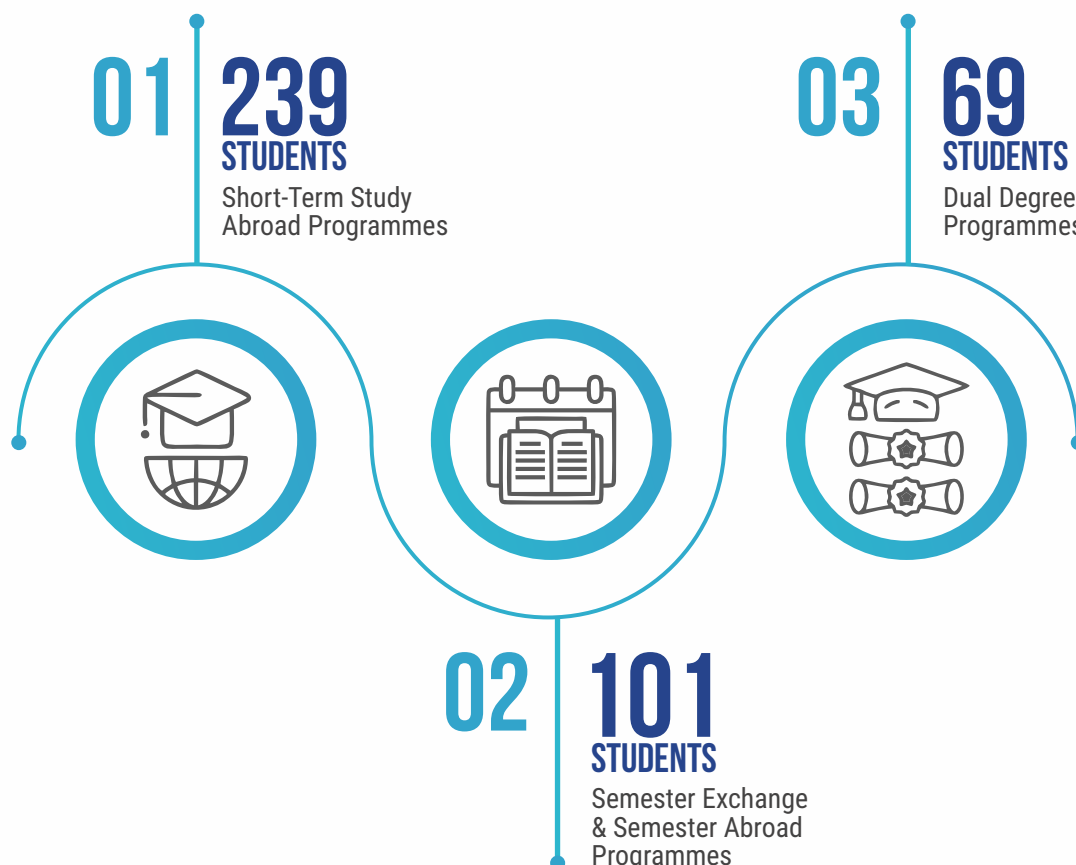 01
239
STUDENTS
Short-Term Study
Abroad Programmes
02
101
STUDENTS
Semester Exchange
& Semester Abroad
Programmes
03
69
STUDENTS
Dual Degree
Programmes